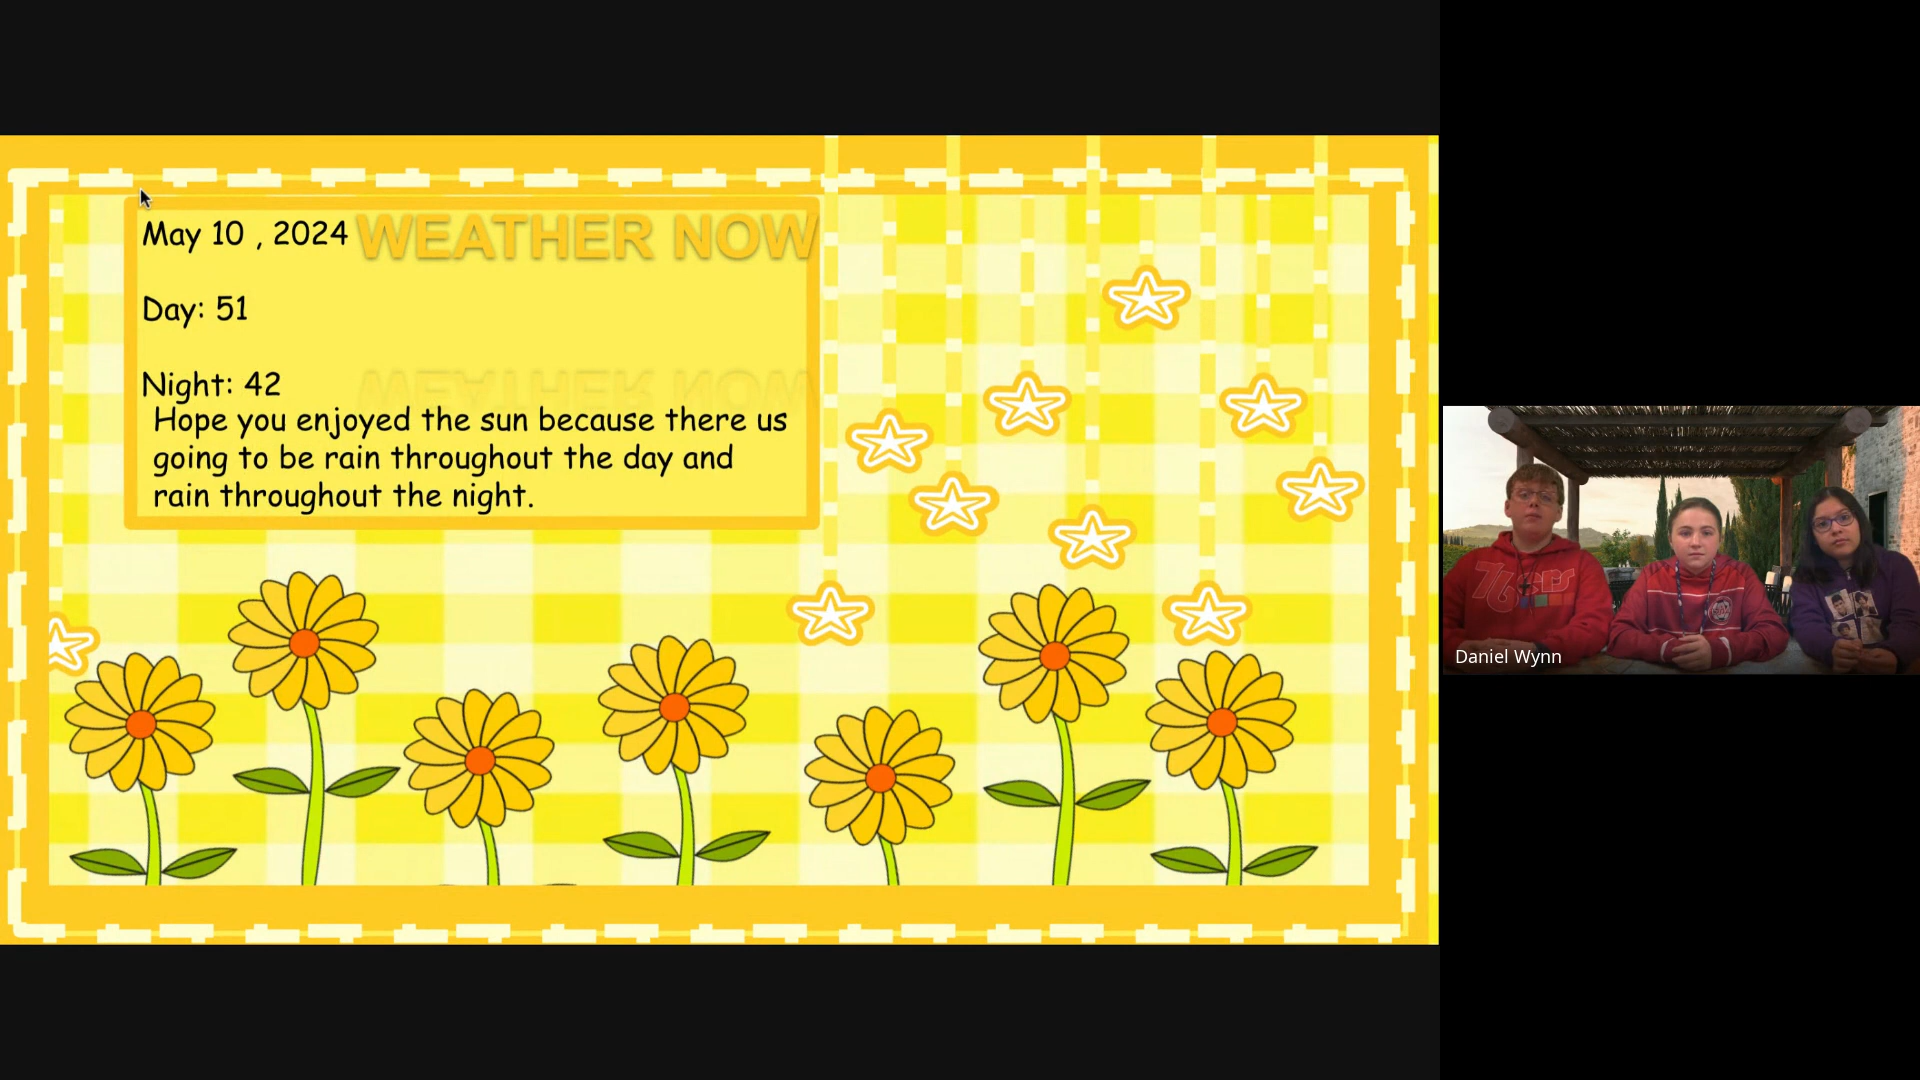 May 10 , 2024 WEATHER NOW
Day: 51
Night: 42
Hope you enjoyed the sun because there us
going to be rain throughout the day and
rain throughout the night.
76ers
Daniel Wynn